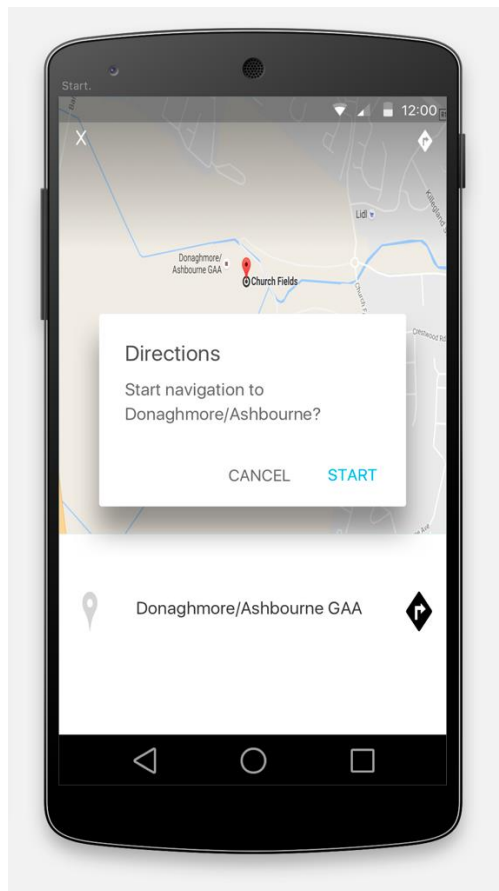 Start.
12:00
X
Lidl
Donaghmore/
Ashbourne GAA
Church Fields
Directions
Start navigation to
Donaghmore/Ashbourne?
CANCEL
START
Donaghmore/Ashbourne GAA